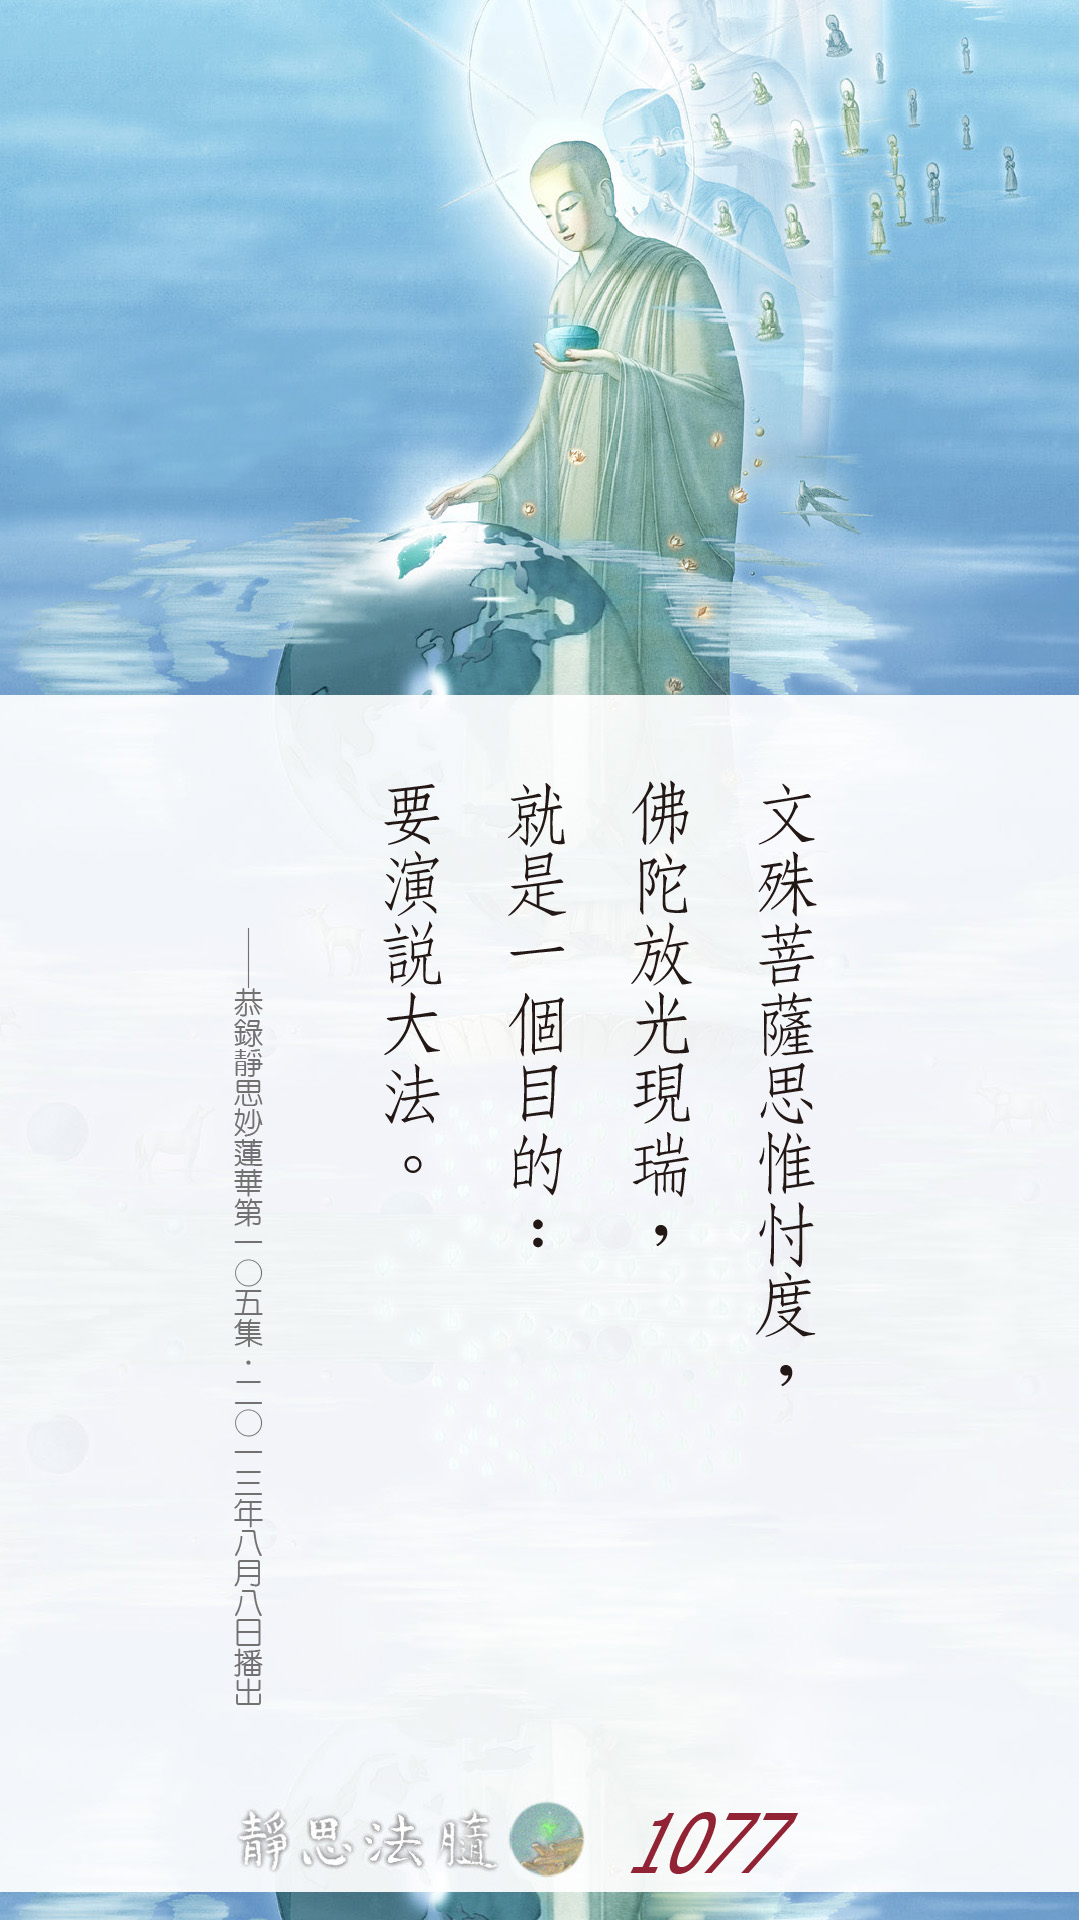 文殊菩薩思惟忖度，
佛陀放光現瑞，
就是一個目的：
要演說大法。
——恭錄靜思妙蓮華第一〇五集·二〇一三年八月八日播出
靜思法髓 1077